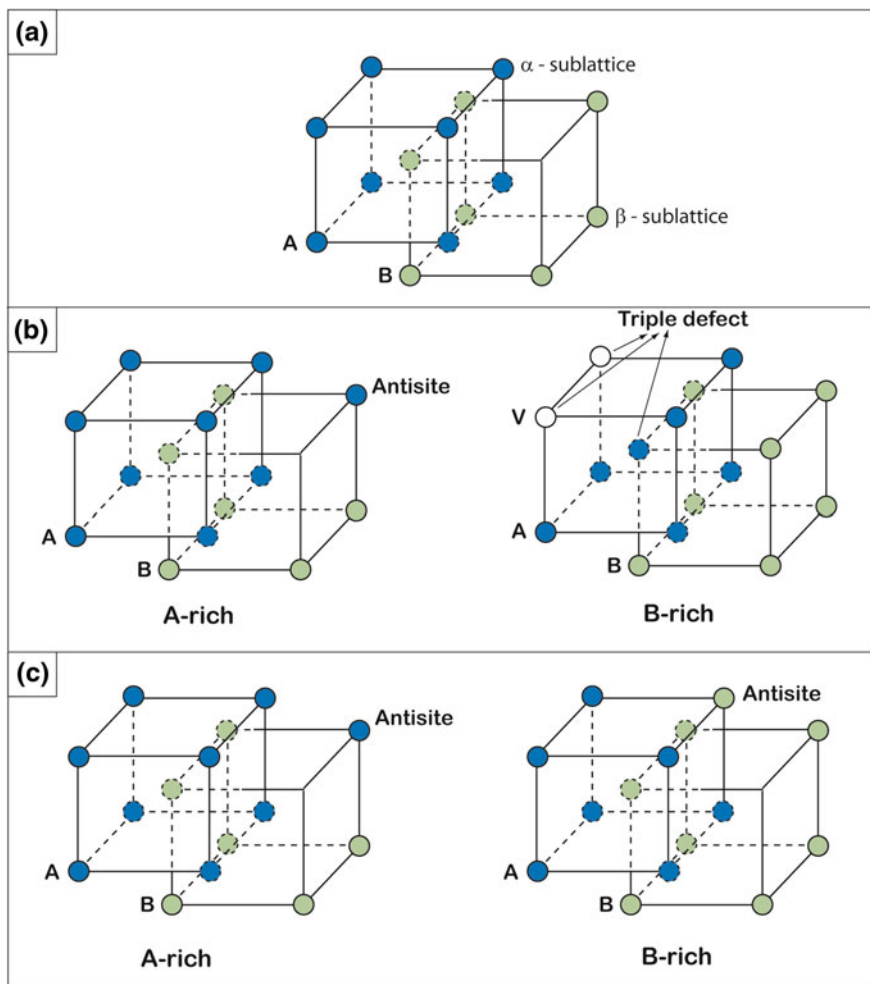 (a)
α - sublattice
β - sublattice
A
B
(b)
Triple defect
Antisite
V
A
B
A
B
A-rich
B-rich
(c)
Antisite
Antisite
A
B
A
B
A-rich
B-rich